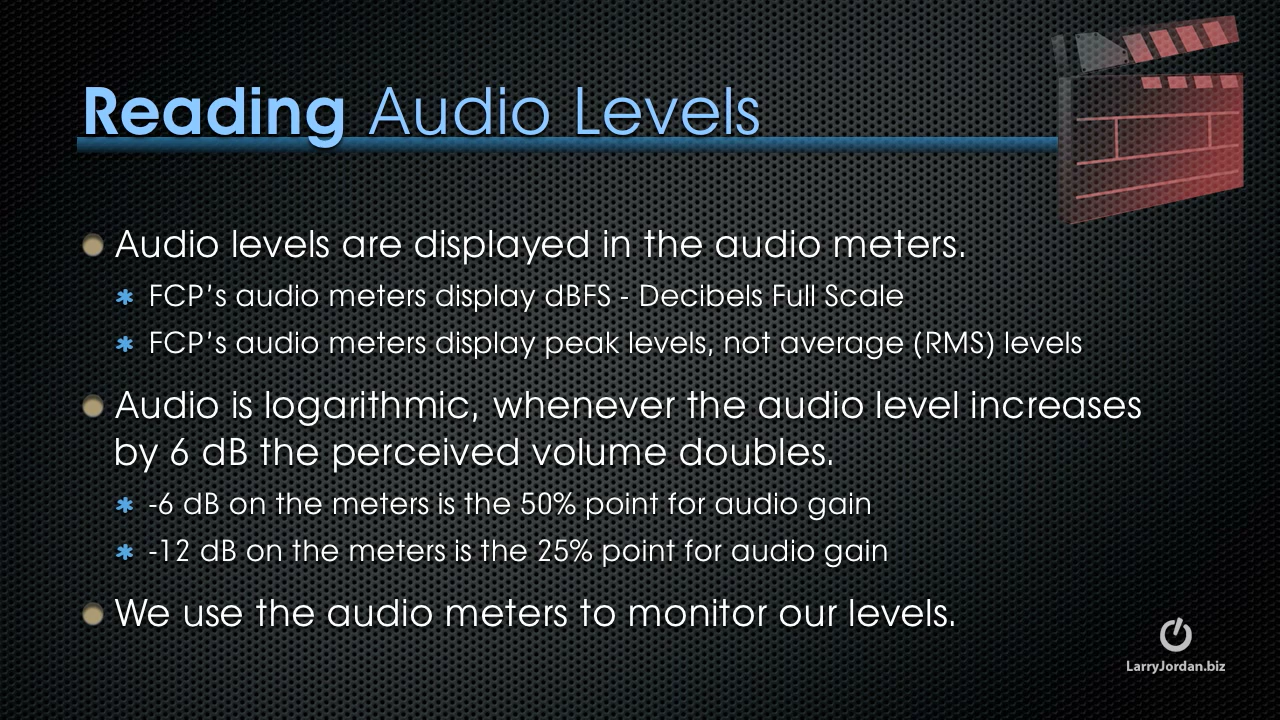 Reading Audio Levels
Audio levels are displayed in the audio meters.
FCP’s audio meters display dBFS - Decibels Full Scale
FCP’s audio meters display peak levels, not average (RMS) levels
Audio is logarithmic, whenever the audio level increases
by 6 dB the perceived volume doubles.
-6 dB on the meters is the 50% point for audio gain
-12 dB on the meters is the 25% point for audio gain
We use the audio meters to monitor our levels.
LarryJordan.biz